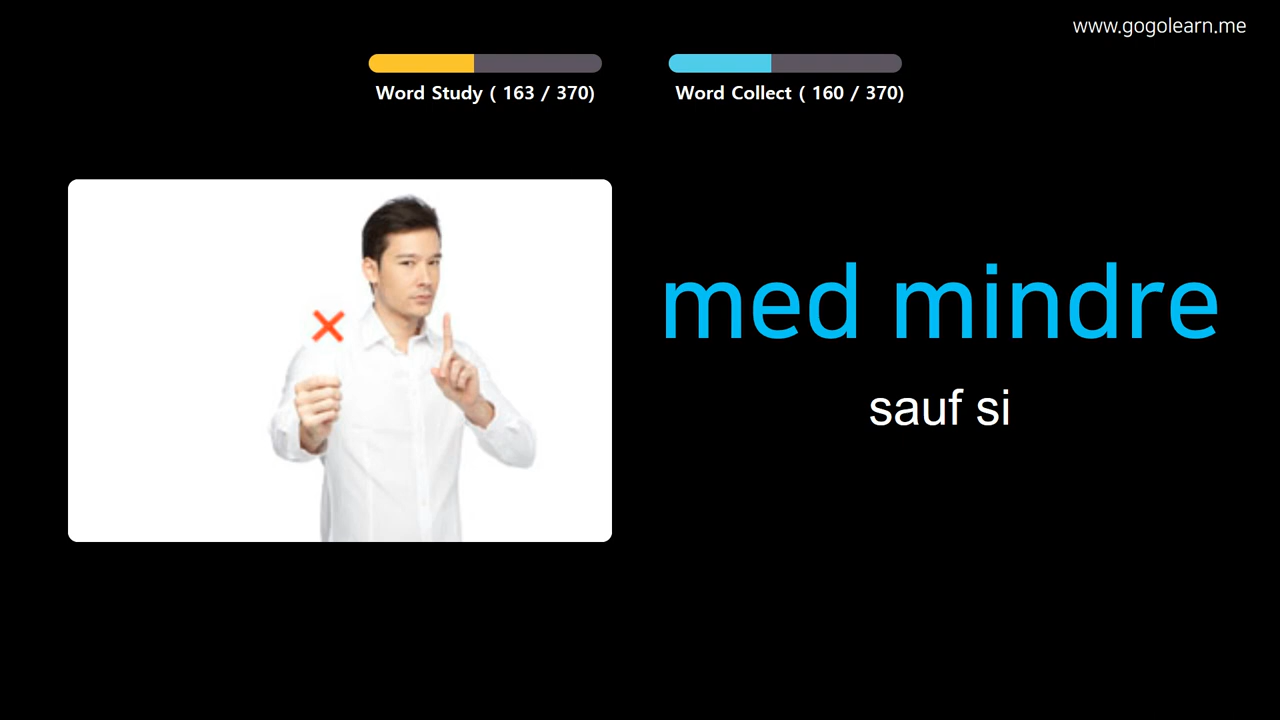 www.gogolearn.me
Word Study ( 163 / 370)
Word Collect ( 160 / 370)
med mindre
sauf si